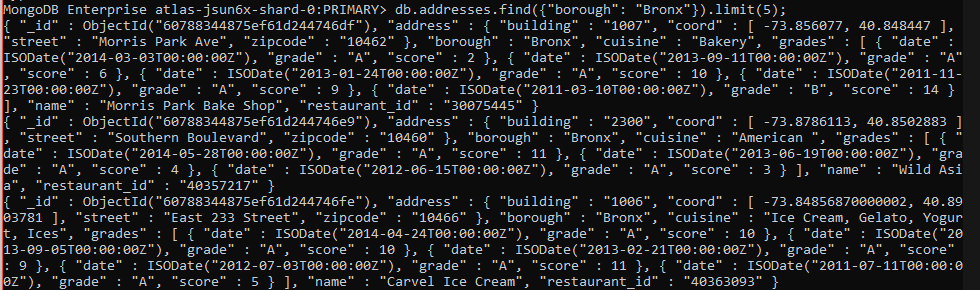 MongoDB Enterprise atlas-jsun6x-shard-0:PRIMARY> db.addresses.find({"borough": "Bronx"}).limit(5);
{ "_id" : ObjectId("60788344875ef61d244746df"), "address" : { "building" : "1007", "coord" : [ -73.856077, 40.848447 ],
"street" : "Morris Park Ave", "zipcode" : "10462" }, "borough" : "Bronx", "cuisine" : "Bakery", "grades" : [ { "date" :
ISODate("2014-03-03T00:00:00Z"), "grade" : "A", "score" : 2 }, { "date" : ISODate("2013-09-11T00:00:00Z"), "grade" : "A"
, "score" : 6 }, { "date" : ISODate("2013-01-24T00:00:00Z"), "grade" : "A", "score" : 10 }, { "date" : ISODate("2011-11-
23T00:00:00Z"), "grade" : "A", "score" : 9 }, { "date" : ISODate("2011-03-10T00:00:00Z"), "grade" : "B", "score" : 14 }
], "name" : "Morris Park Bake Shop", "restaurant_id" : "30075445" }
{ "_id" : ObjectId("60788344875ef61d244746e9"), "address" : { "building" : "2300", "coord" : [ -73.8786113, 40.8502883 ]
, "street" : "Southern Boulevard", "zipcode" : "10460" }, "borough" : "Bronx", "cuisine" : "American ", "grades" : [ { "
date" : ISODate("2014-05-28T00:00:00Z"), "grade" : "A", "score" : 11 }, { "date" : ISODate("2013-06-19T00:00:00Z"), "gra
de" : "A", "score" : 4 }, { "date" : ISODate("2012-06-15T00:00:00Z"), "grade" : "A", "score" : 3 } ], "name" : "Wild Asi
a", "restaurant_id" : "40357217" }
{ "_id" : ObjectId("60788344875ef61d244746fe"), "address" : { "building" : "1006", "coord" : [ -73.84856870000002, 40.89
03781 ], "street" : "East 233 Street", "zipcode" : "10466" }, "borough" : "Bronx", "cuisine" : "Ice Cream, Gelato, Yogur
t, Ices", "grades" : [ { "date" : ISODate("2014-04-24T00:00:00Z"), "grade" : "A", "score" : 10 }, { "date" : ISODate("20
13-09-05T00:00:00Z"), "grade" : "A", "score" : 10 }, { "date" : ISODate("2013-02-21T00:00:00Z"), "grade" : "A", "score"
: 9 }, { "date" : ISODate("2012-07-03T00:00:00Z"), "grade" : "A", "score" : 11 }, { "date" : ISODate("2011-07-11T00:00:0
0Z"), "grade" : "A", "score" : 5 } ], "name" : "Carvel Ice Cream", "restaurant_id" : "40363093" }